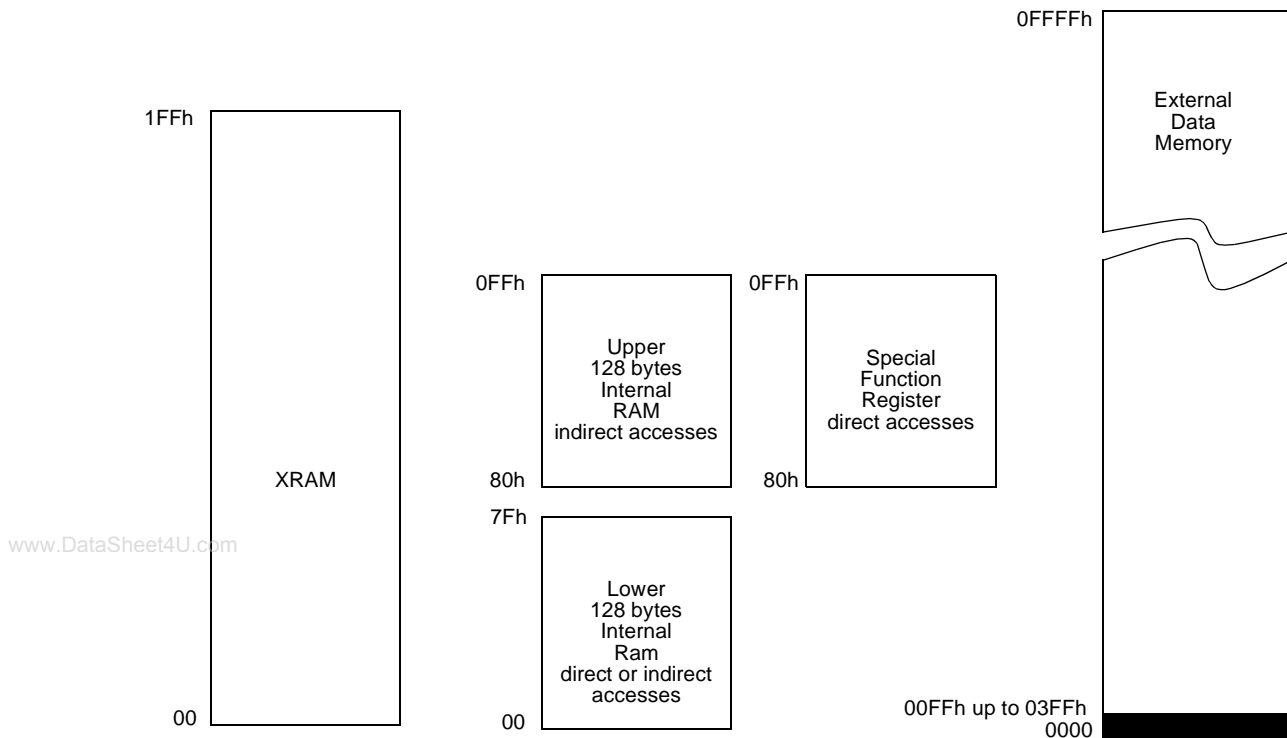 0FFFFh
External
Data
Memory
1FFh
XRAM
00
0FFh
Upper
128 bytes
Internal
RAM
indirect accesses
80h
7Fh
Lower
128 bytes
Internal
Ram
direct or indirect
accesses
00
0FFh
Special
Function
Register
direct accesses
80h
00FFh up to 03FFh
0000
www.DataSheet4U.com